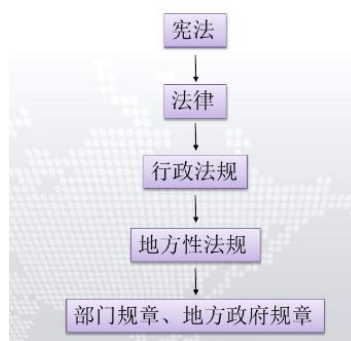 宪法
法律
行政法规
地方性法规
部门规章、地方政府规章